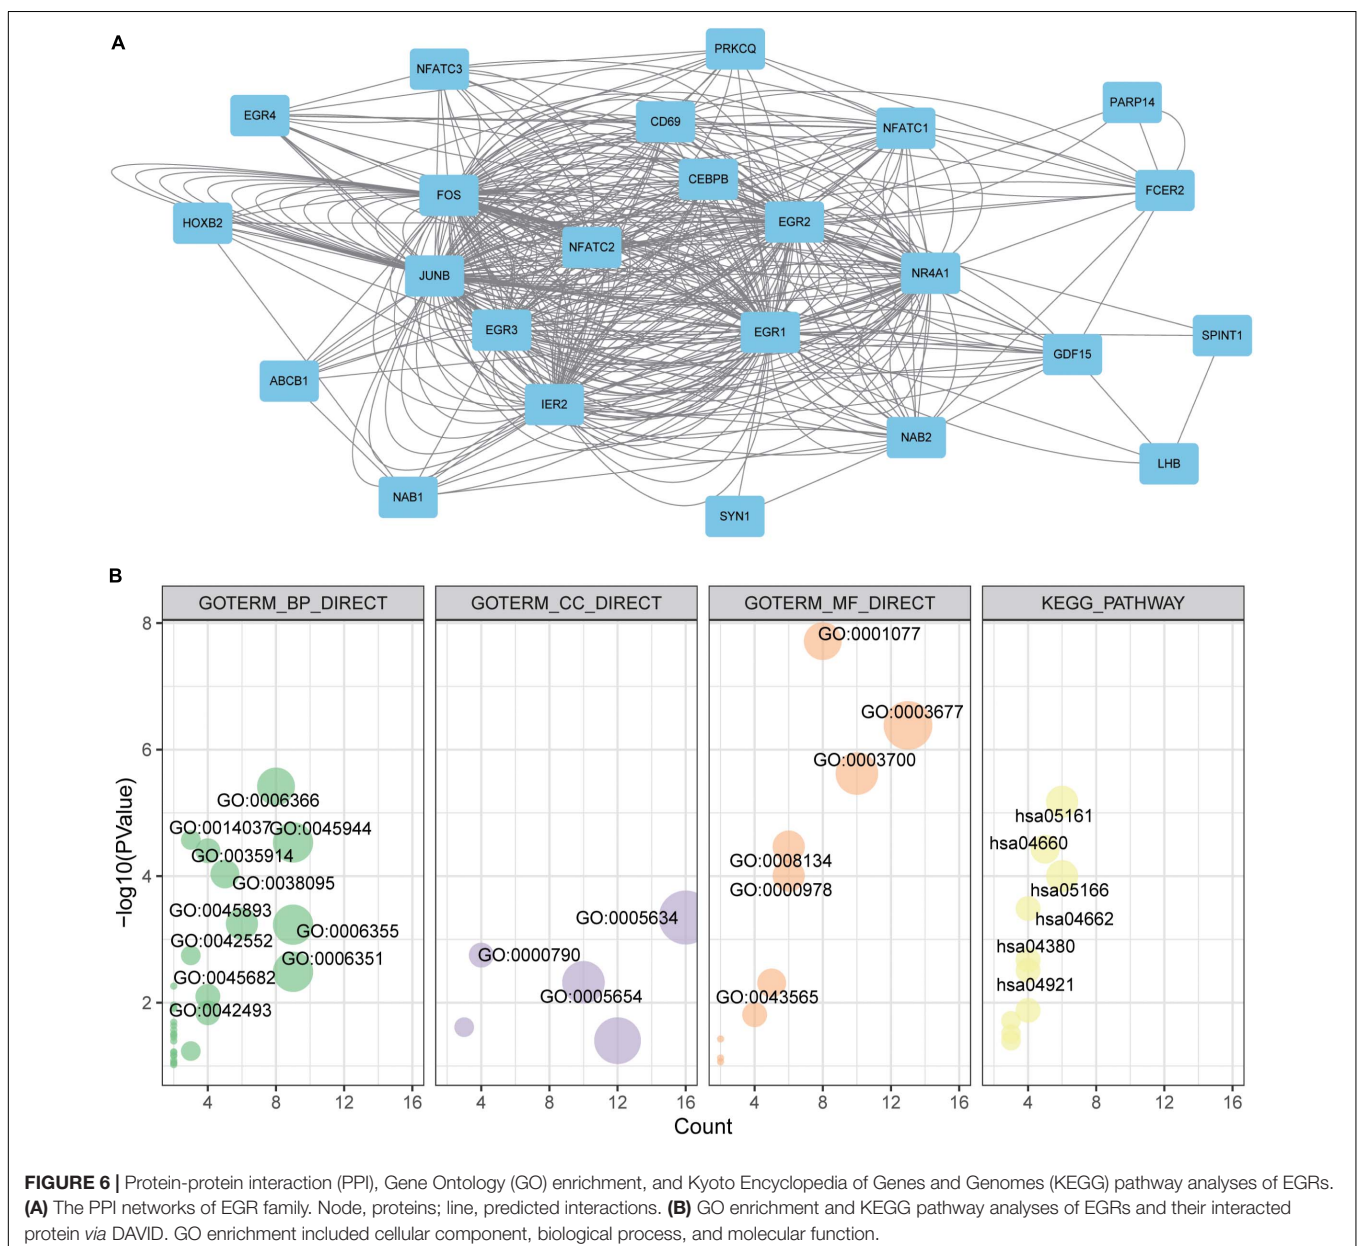 A
PRKCQ
NFATC3
PARP14
EGR4
CD69
NFATC1
CEBPB
FCER2
FOS
HOXB2
EGR2
NFATC2
JUNB
NR4A1
EGR3
EGR1
SPINT1
GDF15
ABCB1
IER2
NAB2
LHB
NAB1
SYN1
B
GOTERM_BP_DIRECT GOTERM_CC_DIRECT GOTERM_MF_DIRECT KEGG_PATHWAY
8
6
4
2
−log10(PValue)
GO:0006366
GO:0014037 GO:0045944
GO:0035914
GO:0038095
GO:0045893
GO:0006355
GO:0042552
GO:0006351
GO:0045682
GO:0042493
GO:0005634
GO:0000790
GO:0005654
GO:0001077
GO:0003677
GO:0003700
GO:0008134
GO:0000978
GO:0043565
hsa05161
hsa04660
hsa05166
hsa04662
hsa04380
hsa04921
4 8 12 16 4 8 12 16 4 8 12 16 4 8 12 16
Count
FIGURE 6 | Protein-protein interaction (PPI), Gene Ontology (GO) enrichment, and Kyoto Encyclopedia of Genes and Genomes (KEGG) pathway analyses of EGRs.
(A) The PPI networks of EGR family. Node, proteins; line, predicted interactions. (B) GO enrichment and KEGG pathway analyses of EGRs and their interacted
protein via DAVID. GO enrichment included cellular component, biological process, and molecular function.